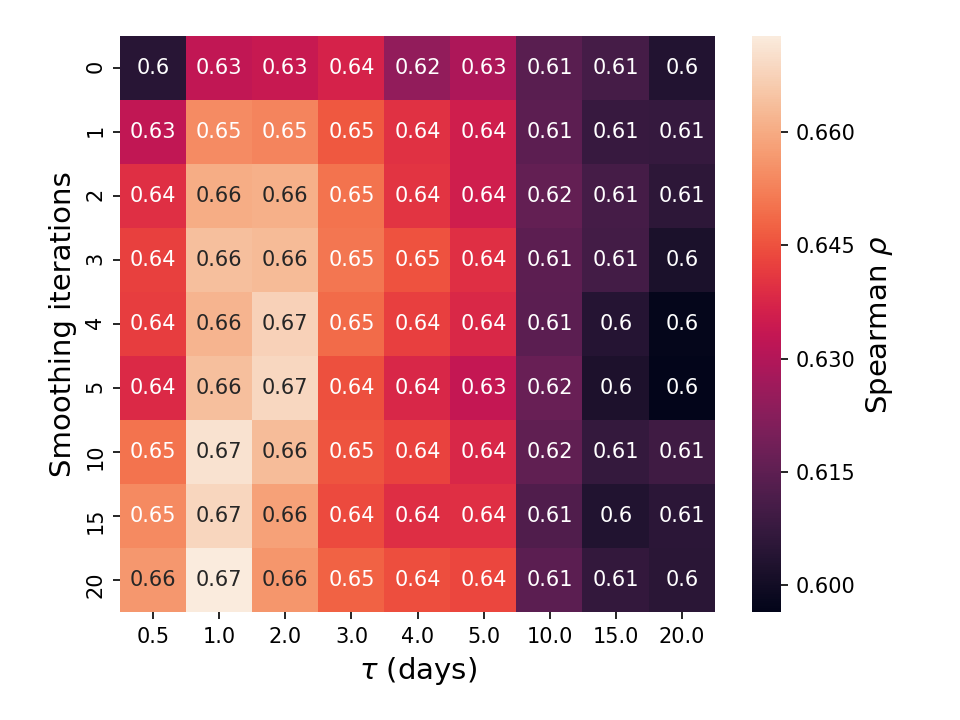 0 0.6 0.63 0.63 0.64 0.62 0.63 0.61 0.61 0.6
1 0.63 0.65 0.65 0.65 0.64 0.64 0.61 0.61 0.61 0.660
2 0.64 0.66 0.66 0.65 0.64 0.64 0.62 0.61 0.61
3 0.64 0.66 0.66 0.65 0.65 0.64 0.61 0.61 0.6 0.645
4 0.64 0.66 0.67 0.65 0.64 0.64 0.61 0.6 0.6 0.630
5 0.64 0.66 0.67 0.65 0.64 0.63 0.62 0.6 0.6
10 0.65 0.67 0.66 0.65 0.64 0.64 0.62 0.61 0.61 0.615
15 0.65 0.67 0.66 0.64 0.64 0.64 0.61 0.6 0.61
20 0.66 0.67 0.66 0.65 0.64 0.64 0.61 0.61 0.6 0.600
0.5 1.0 2.0 3.0 4.0 5.0 10.0 15.0 20.0
τ (days)
Smoothing iterations
Spearman ρ